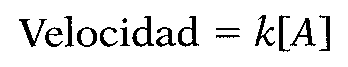 Velocidad = k[A]